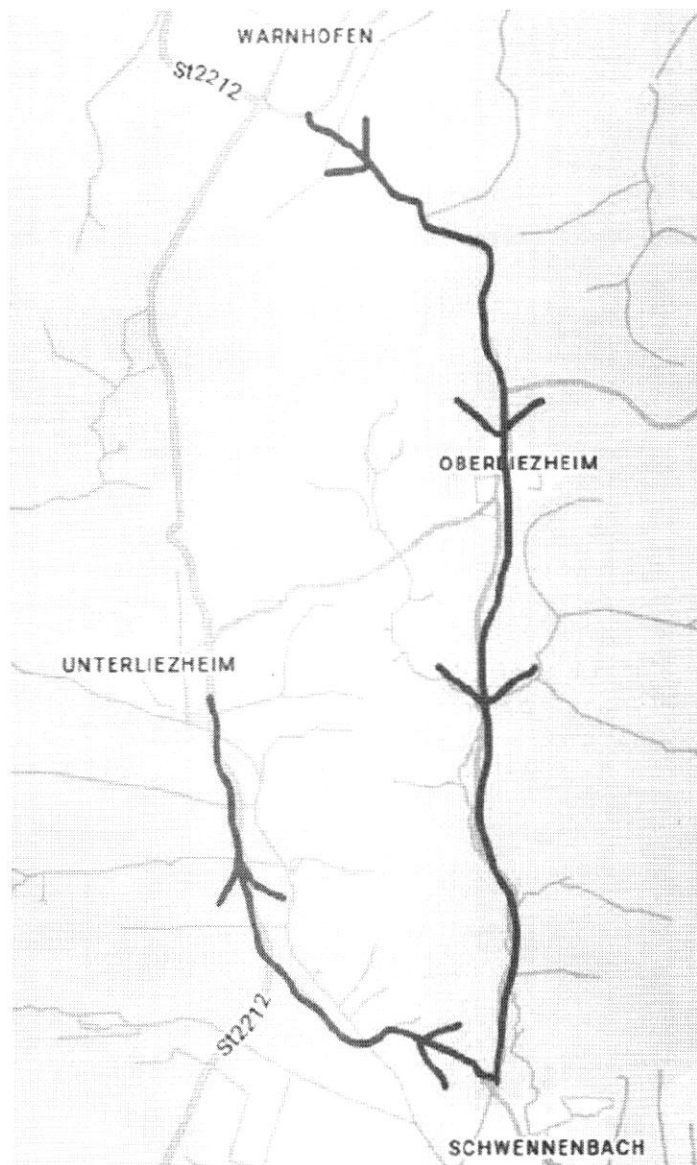 WARNHOFEN
St2212
OBERLIEZHEIM
UNTERLIEZHEIM
St2212
SCHWENNENBACH